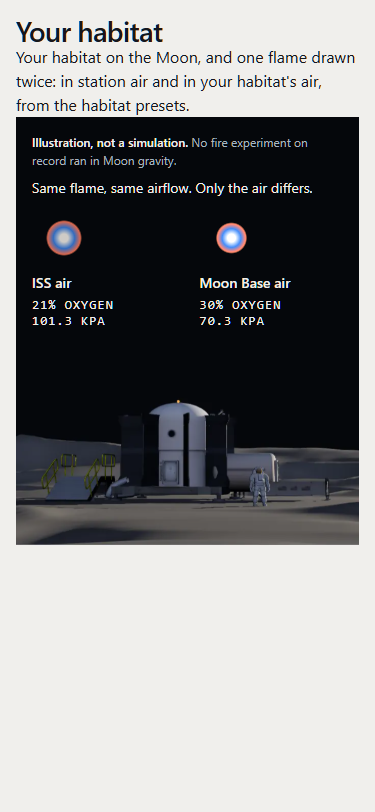 Your habitat
Your habitat on the Moon, and one flame drawn
twice: in station air and in your habitat's air,
from the habitat presets.
Illustration, not a simulation. No fire experiment on
record ran in Moon gravity.
Same flame, same airflow. Only the air differs.
ISS air
21% OXYGEN
101.3 KPA
Moon Base air
30% OXYGEN
70.3 KPA